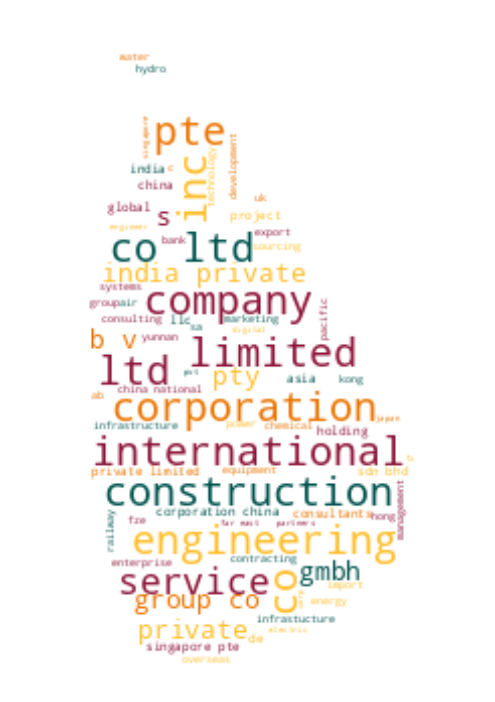 water
hydro
singapore
pte
development
inc
technology
india
c
china
uk
global
s
project
engineer
export
bank
co ltd
sourcing
india private
systems
groupair
company
pacific
consulting
llc
marketing
sa
digital
b v
yunnan
limited
ltd
pvt
pty
asia
kong
china national
ab
corporation
japan
infrastructure
power
chemical
holding
international
private limited
equipment
sdn bhd
construction
management
corporation china
consultants
hong
railway
fze
far east
partners
engineering
contracting
enterprise
gmbh
service
co
import
group co
corp
energy
infrastucture
private
de
electric
singapore pte
overseas